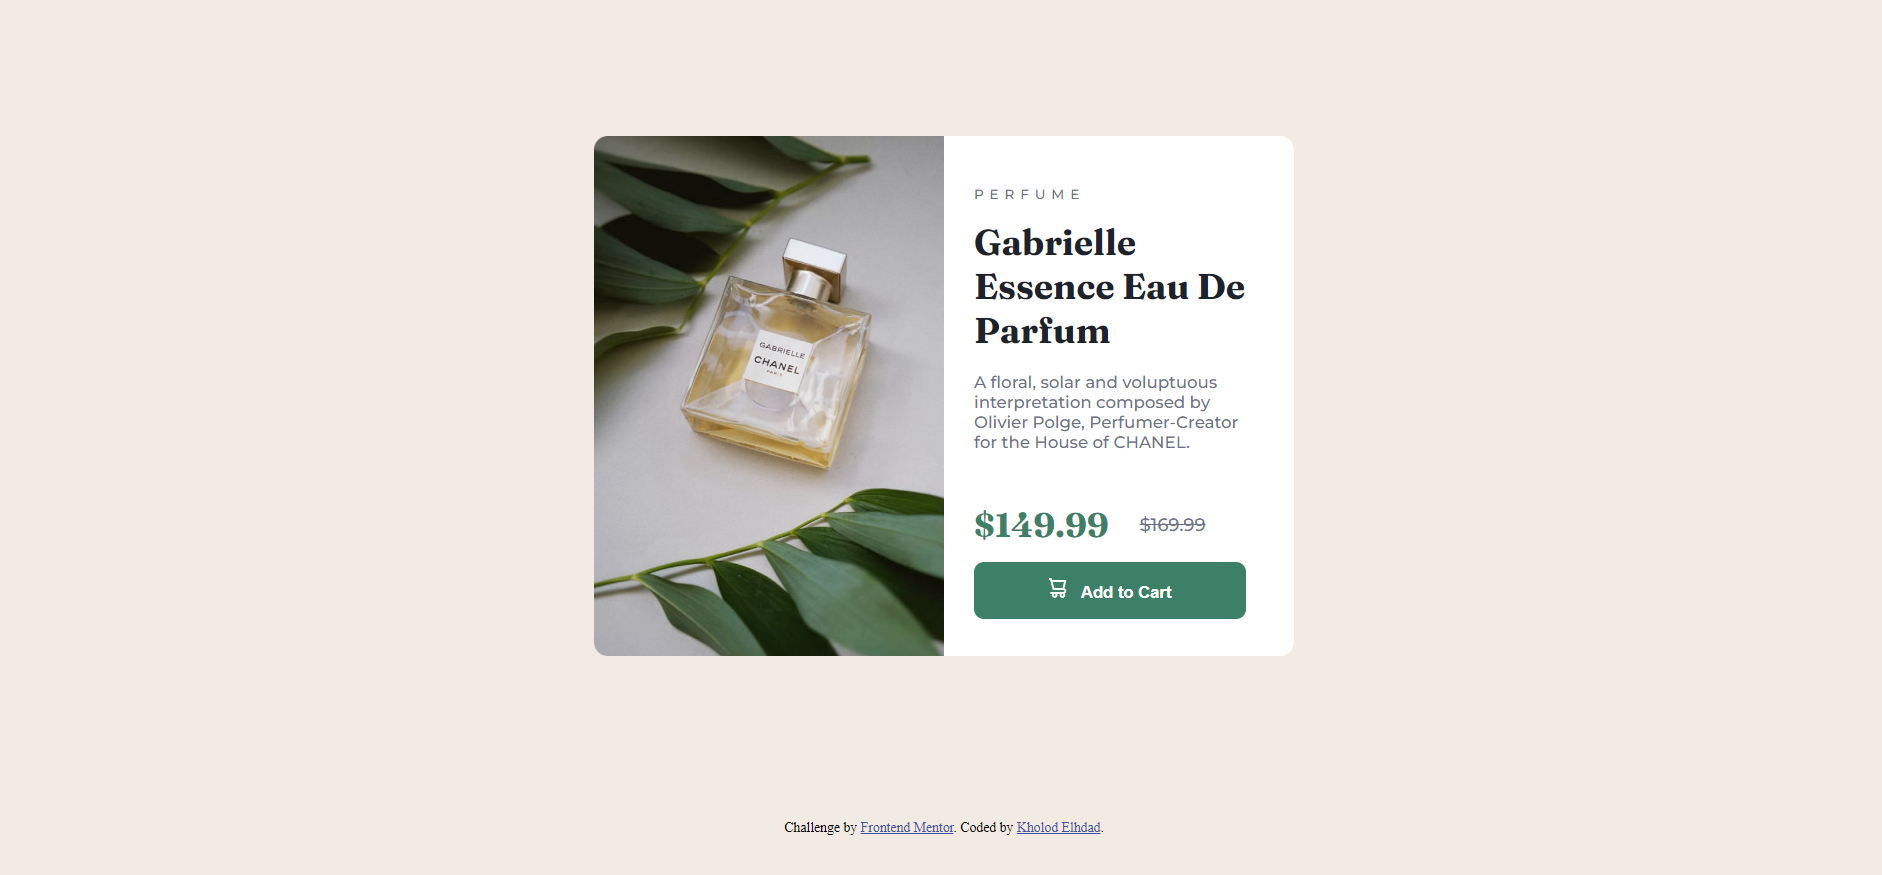 PERFUME
Gabrielle
Essence Eau De
Parfum
A floral, solar and voluptuous
interpretation composed by
Olivier Polge, Perfumer-Creator
for the House of CHANEL.
$149.99 $169.99
Add to Cart
GABRIELLE
CHANEL
PARIS
Challenge by Frontend Mentor. Coded by Kholod Elhdad.